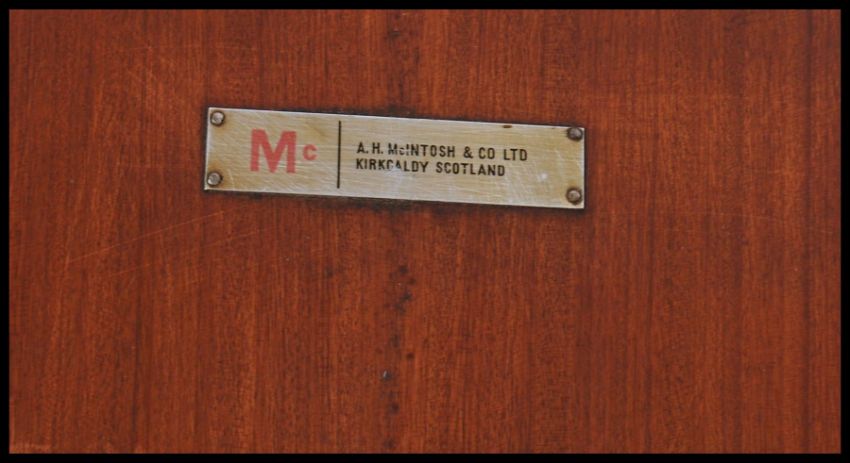 Mc
A. H. McINTOSH & CO LTD
KIRKCALDY SCOTLAND